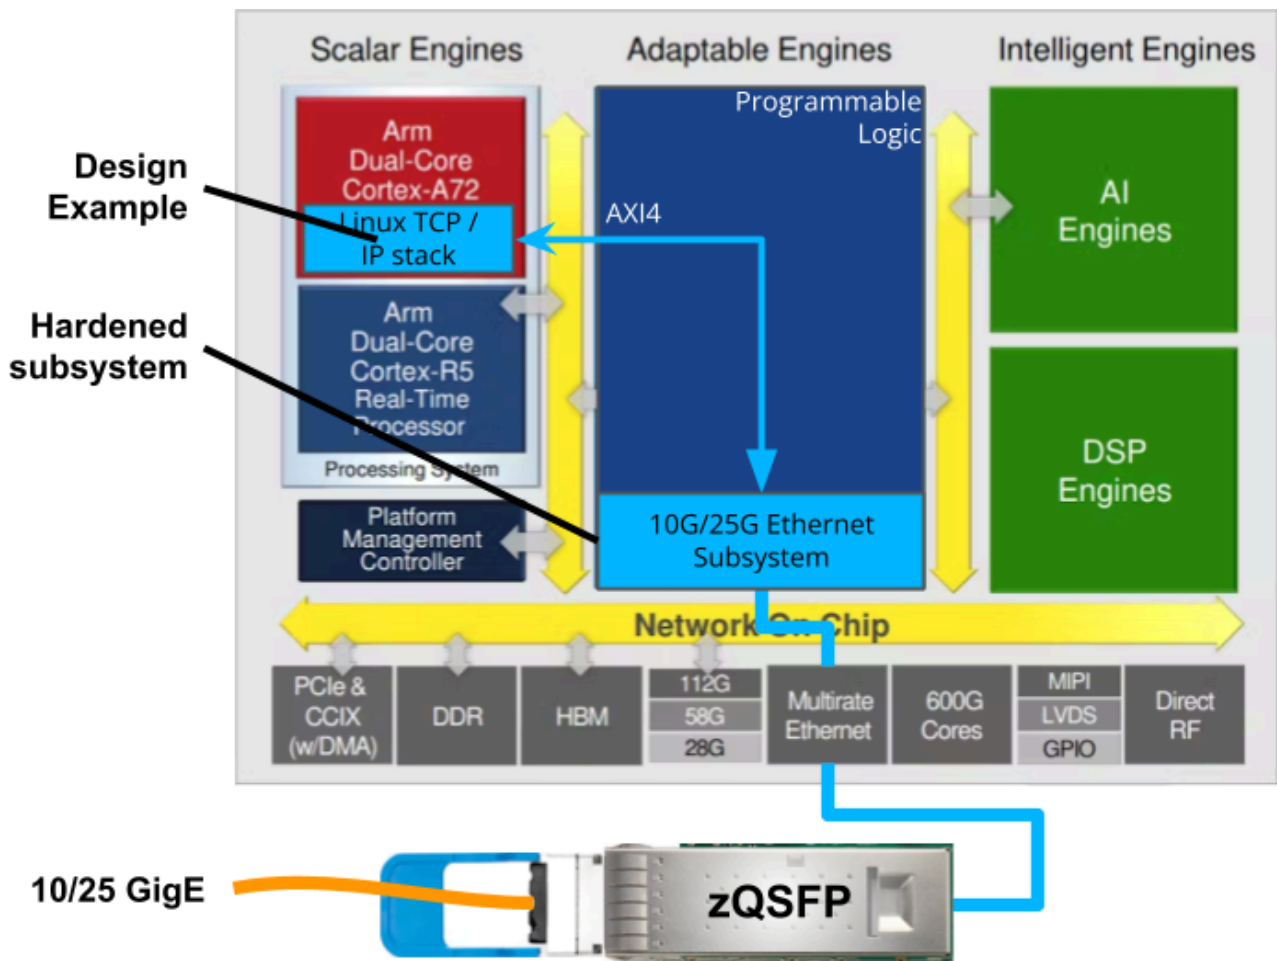 Scalar Engines
Adaptable Engines
Intelligent Engines
Design
Example
Hardened
subsystem
10/25 GigE
Arm
Dual-Core
Cortex-A72
Linux TCP /
IP stack
Arm
Dual-Core
Cortex-R5
Real-Time
Processor
Processing System
Platform
Management
Controller
Programmable
Logic
AXI4
10G/25G Ethernet
Subsystem
AI
Engines
DSP
Engines
Network On Chip
PCIe &
CCIX
(w/DMA)
DDR
HBM
112G
58G
28G
Multirate
Ethernet
600G
Cores
MIPI
LVDS
GPIO
Direct
RF
zQSFP